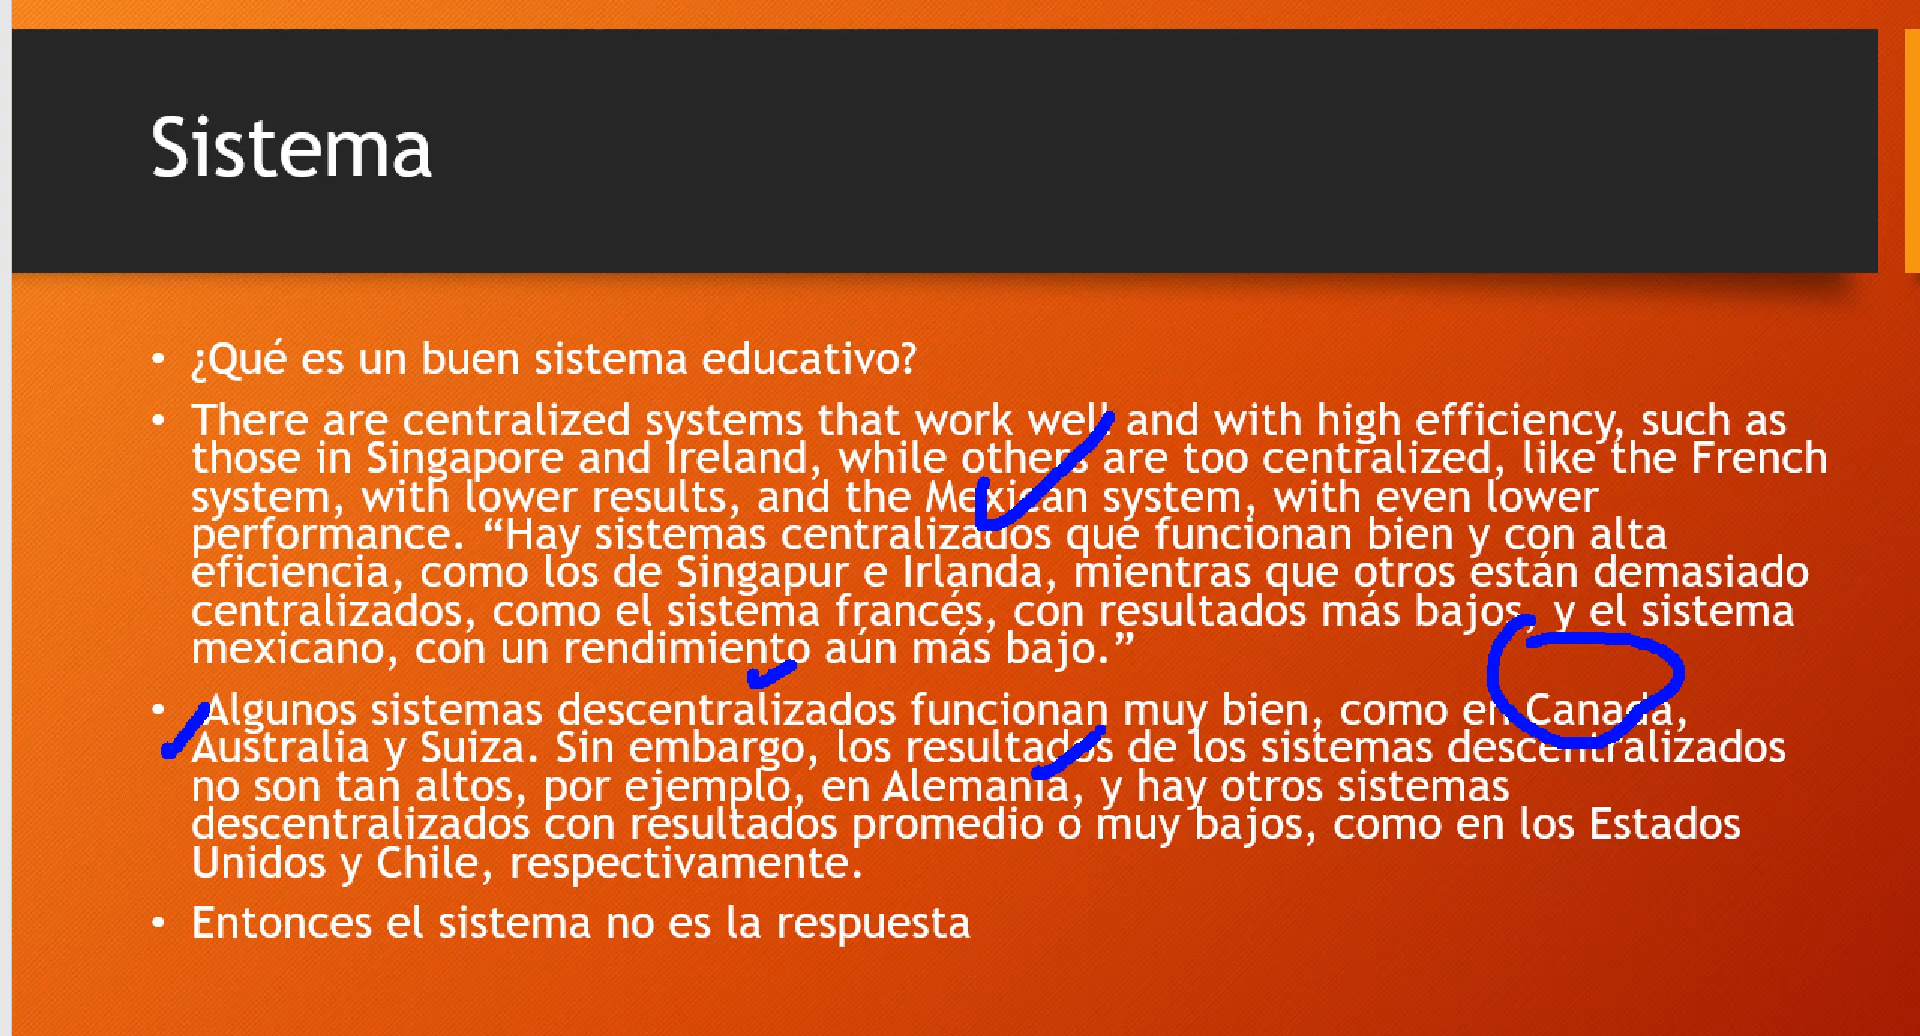 Sistema
• ¿Qué es un buen sistema educativo?
• There are centralized systems that work well and with high efficiency, such as
those in Singapore and Ireland, while others are too centralized, like the French
system, with lower results, and the Mexican system, with even lower
performance. “Hay sistemas centralizados que funcionan bien y con alta
eficiencia, como los de Singapur e Irlanda, mientras que otros están demasiado
centralizados, como el sistema francés, con resultados más bajos, y el sistema
mexicano, con un rendimiento aún más bajo.”
• Algunos sistemas descentralizados funcionan muy bien, como en Canada,
Australia y Suiza. Sin embargo, los resultados de los sistemas descentralizados
no son tan altos, por ejemplo, en Alemania, y hay otros sistemas
descentralizados con resultados promedio o muy bajos, como en los Estados
Unidos y Chile, respectivamente.
• Entonces el sistema no es la respuesta